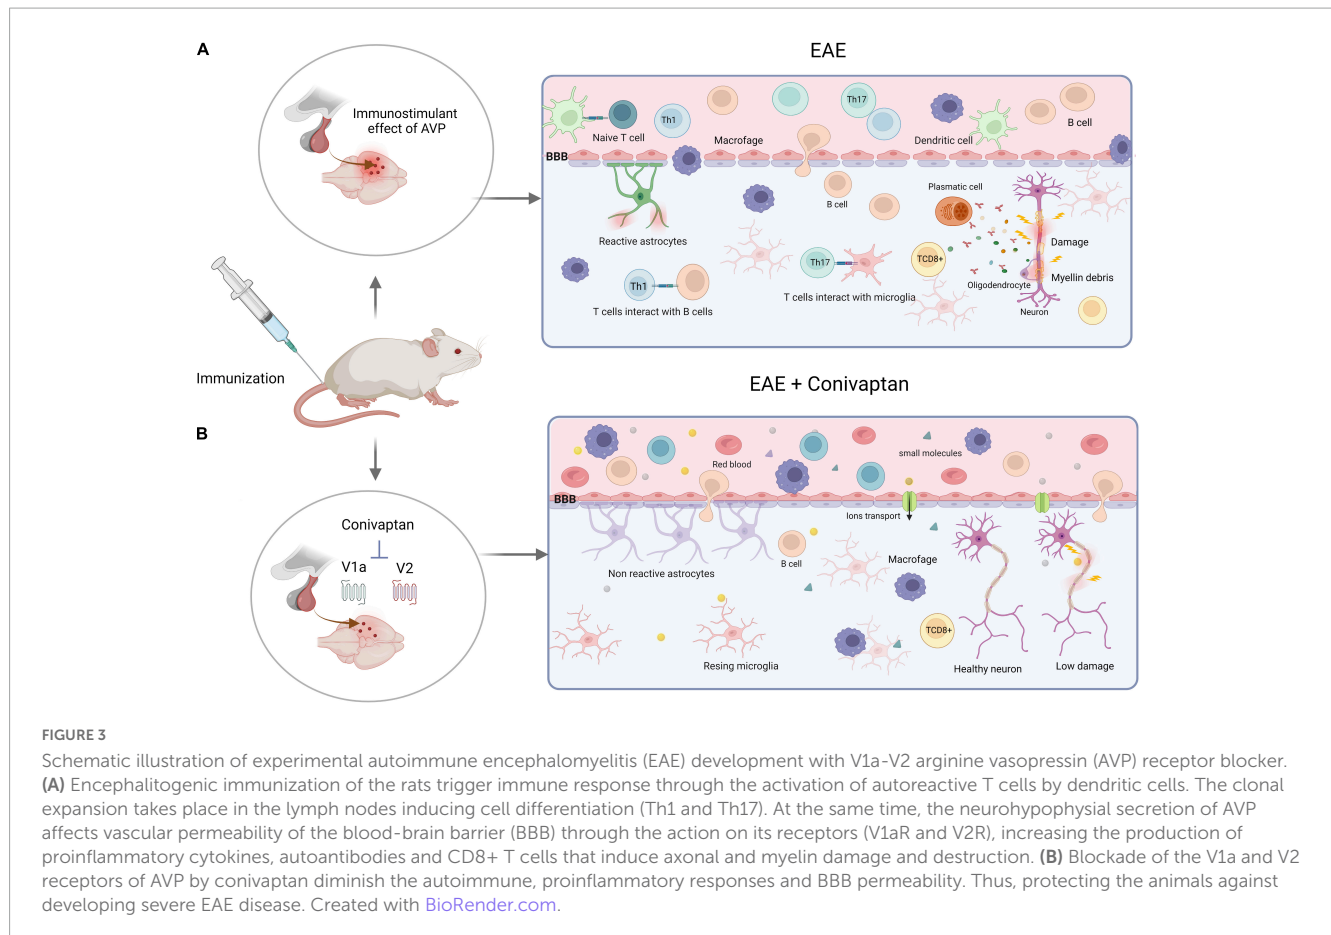 A
EAE
Immunostimulant
effect of AVP
Naive T cell
Th1
Macrofage
Th17
Dendritic cell
B cell
BBB
Reactive astrocytes
B cell
Plasmatic cell
Damage
Th17
TCD8+
Myellin debris
Oligodendrocyte
Neuron
T cells interact with microglia
Th1
T cells interact with B cells
Immunization
EAE + Conivaptan
B
Conivaptan
V1a
V2
Red blood
small molecules
BBB
Ions transport
Non reactive astrocytes
B cell
Macrofage
TCD8+
Resing microglia
Healthy neuron
Low damage
FIGURE 3
Schematic illustration of experimental autoimmune encephalomyelitis (EAE) development with V1a-V2 arginine vasopressin (AVP) receptor blocker.
(A) Encephalitogenic immunization of the rats trigger immune response through the activation of autoreactive T cells by dendritic cells. The clonal
expansion takes place in the lymph nodes inducing cell differentiation (Th1 and Th17). At the same time, the neurohypophysial secretion of AVP
affects vascular permeability of the blood-brain barrier (BBB) through the action on its receptors (V1aR and V2R), increasing the production of
proinflammatory cytokines, autoantibodies and CD8+ T cells that induce axonal and myelin damage and destruction. (B) Blockade of the V1a and V2
receptors of AVP by conivaptan diminish the autoimmune, proinflammatory responses and BBB permeability. Thus, protecting the animals against
developing severe EAE disease. Created with BioRender.com.